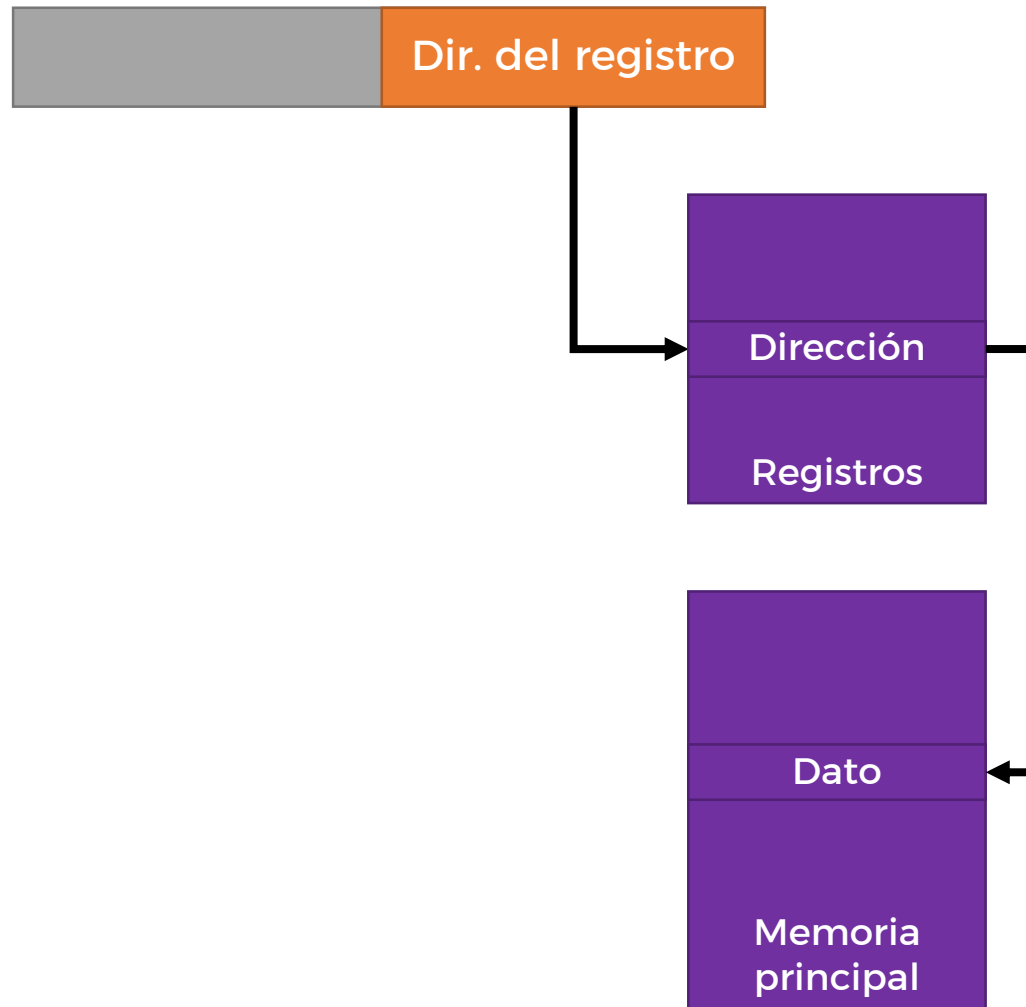 Dir. del registro
Dirección
Registros
Dato
Memoria
principal